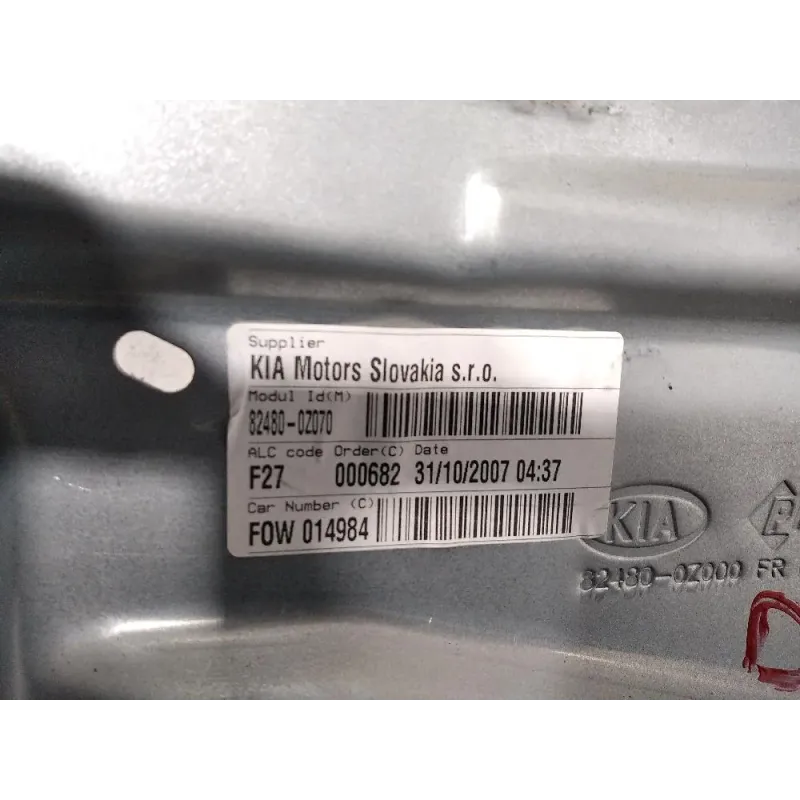 Supplier
KIA Motors Slovakia s.r.o.
Modul Id(M)
82480-0Z070
ALC code Order(C) Date
F27 000682 31/10/2007 04:37
Car Number (C)
FOW 014984
KIA
82480-0Z000 FR